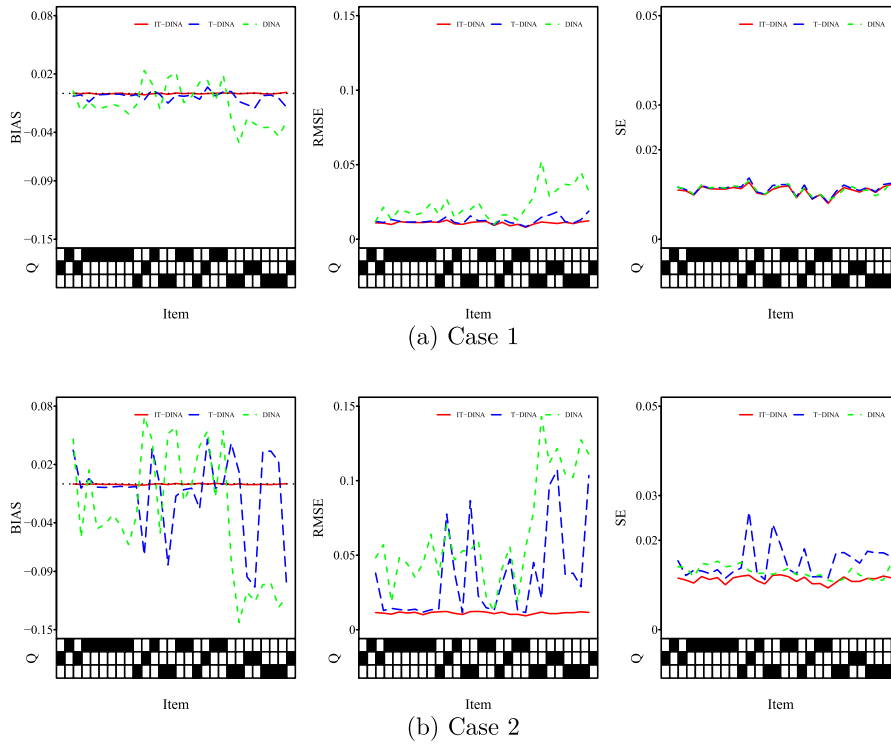 IT−DINA T−DINA DINA
0.08
0.02
−0.04
−0.09
−0.15
BIAS
Q
Item
IT−DINA T−DINA DINA
0.15
0.10
0.05
0
RMSE
Item
IT−DINA T−DINA DINA
0.05
0.03
0.02
0
SE
Q
Item
(a) Case 1
IT−DINA T−DINA DINA
0.08
0.02
−0.04
−0.09
−0.15
BIAS
Q
Item
IT−DINA T−DINA DINA
0.15
0.10
0.05
0
RMSE
Q
Item
IT−DINA T−DINA DINA
0.05
0.03
0.02
0
SE
Q
Item
(b) Case 2